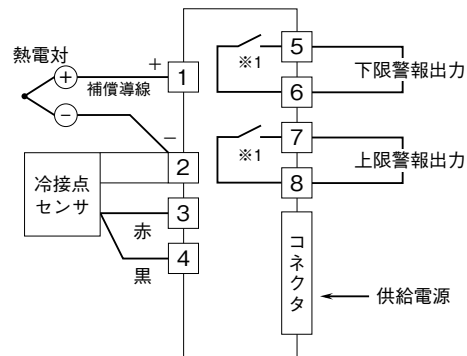 熱電対
+
−
補償導線
+
−
1
2
3
4
冷接点
センサ
赤
黒
5
6
7
8
※1
※1
下限警報出力
上限警報出力
コネクタ
供給電源